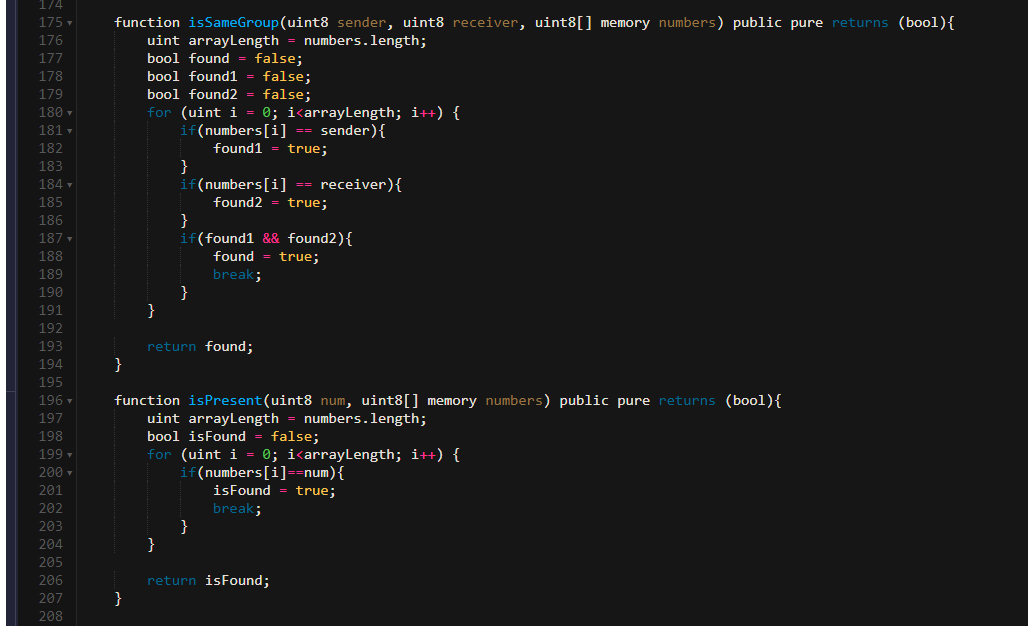 174
175 function isSameGroup(uint8 sender, uint8 receiver, uint8[] memory numbers) public pure returns (bool){
176 uint arrayLength = numbers.length;
177 bool found = false;
178 bool found1 = false;
179 bool found2 = false;
180 for (uint i = 0; i<arrayLength; i++) {
181 if(numbers[i] == sender){
182 found1 = true;
183 }
184 if(numbers[i] == receiver){
185 found2 = true;
186 }
187 if(found1 && found2){
188 found = true;
189 break;
190 }
191 }
192
193 return found;
194 }
195
196 function isPresent(uint8 num, uint8[] memory numbers) public pure returns (bool){
197 uint arrayLength = numbers.length;
198 bool isFound = false;
199 for (uint i = 0; i<arrayLength; i++) {
200 if(numbers[i]==num){
201 isFound = true;
202 break;
203 }
204 }
205
206 return isFound;
207 }
208